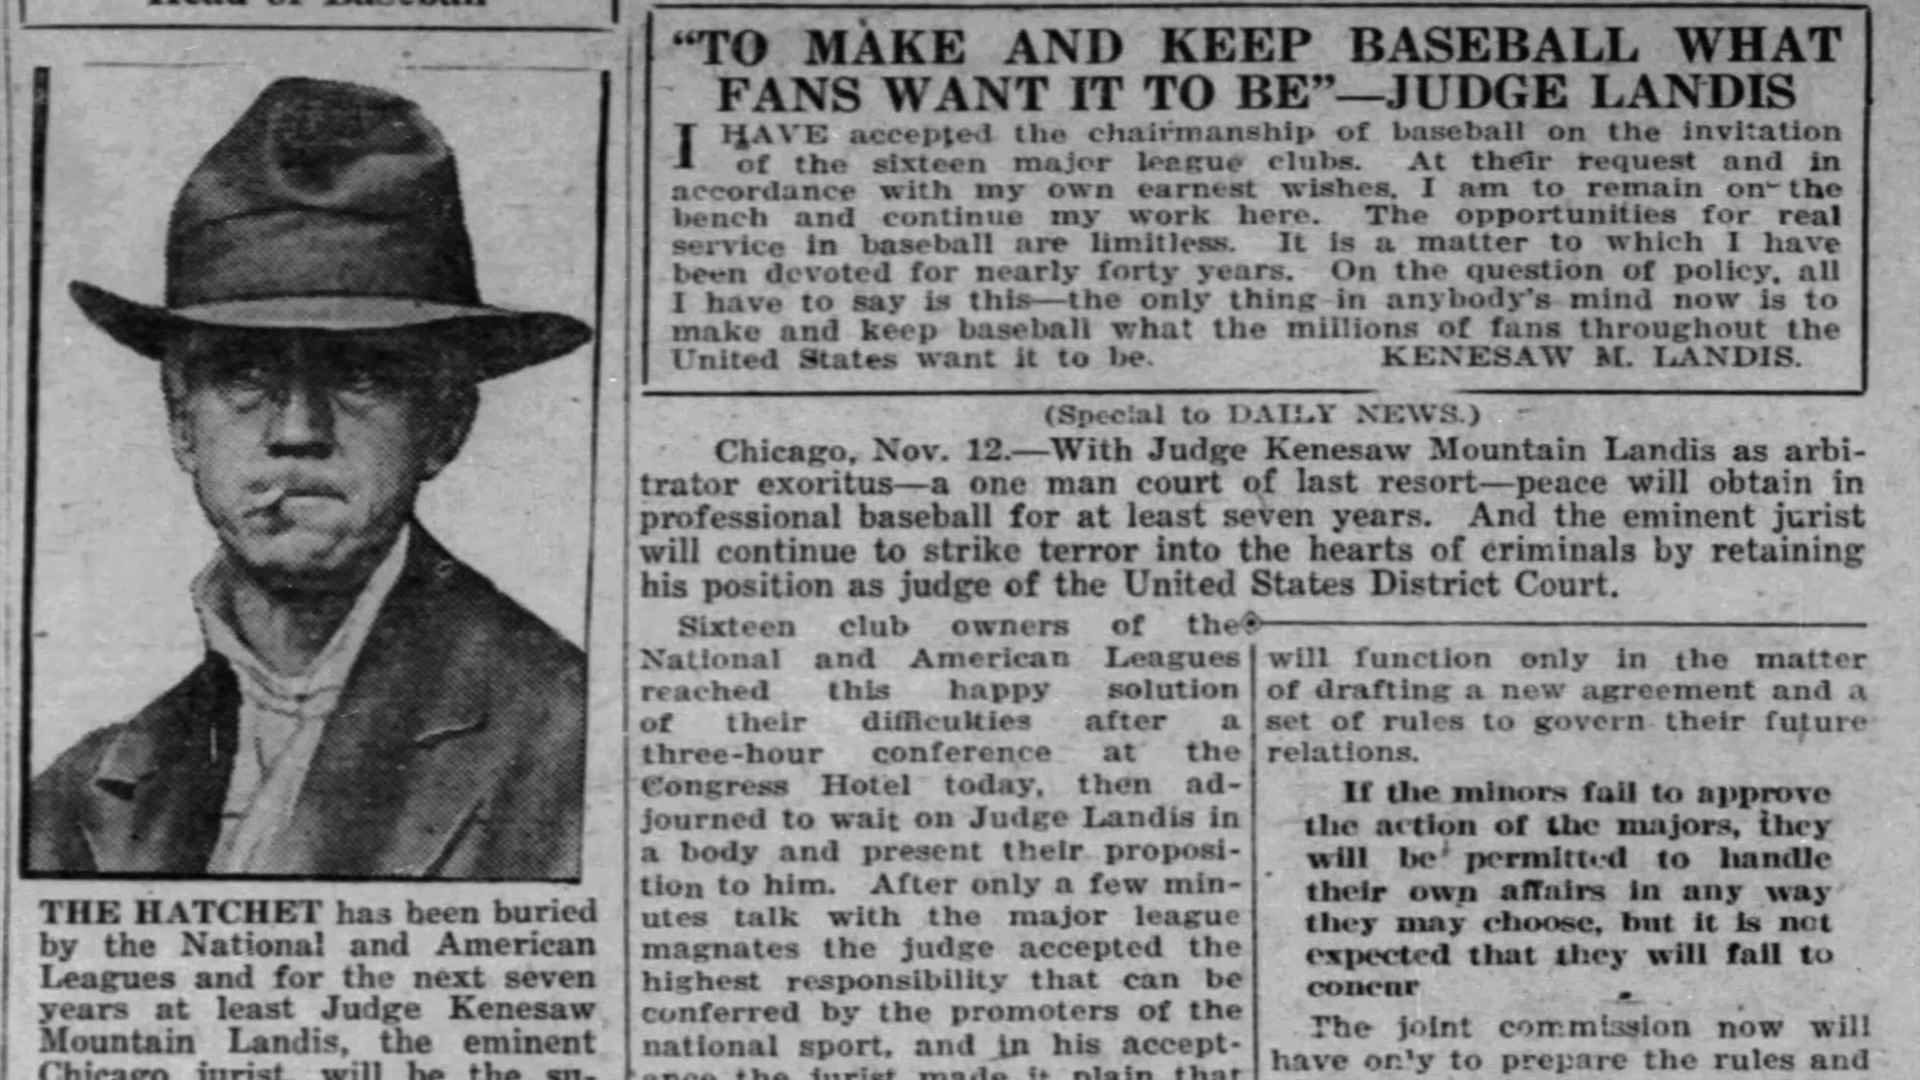 Head of Baseball
"TO MAKE AND KEEP BASEBALL WHAT
FANS WANT IT TO BE"—JUDGE LANDIS
I HAVE accepted the chairmanship of baseball on the invitation
of the sixteen major league clubs. At their request and in
accordance with my own earnest wishes, I am to remain on the
bench and continue my work here. The opportunities for real
service in baseball are limitless. It is a matter to which I have
been devoted for nearly forty years. On the question of policy, all
I have to say is this—the only thing in anybody's mind now is to
make and keep baseball what the millions of fans throughout the
United States want it to be. KENESAW M. LANDIS.
(Special to DAILY NEWS.)
Chicago, Nov. 12.—With Judge Kenesaw Mountain Landis as arbi-
trator exoritus—a one man court of last resort—peace will obtain in
professional baseball for at least seven years. And the eminent jurist
will continue to strike terror into the hearts of criminals by retaining
his position as judge of the United States District Court.
Sixteen club owners of the
National and American Leagues
reached this happy solution
of their difficulties after a
three-hour conference at the
Congress Hotel today, then ad-
journed to wait on Judge Landis in
a body and present their proposi-
tion to him. After only a few min-
utes talk with the major league
magnates the judge accepted the
highest responsibility that can be
conferred by the promoters of the
national sport, and in his accept-
ance the jurist made it plain that
will function only in the matter
of drafting a new agreement and a
set of rules to govern their future
relations.
If the minors fail to approve
the action of the majors, they
will be permitted to handle
their own affairs in any way
they may choose, but it is not
expected that they will fail to
concur
The joint commission now will
have only to prepare the rules and
THE HATCHET has been buried
by the National and American
Leagues and for the next seven
years at least Judge Kenesaw
Mountain Landis, the eminent
Chicago jurist, will be the su-